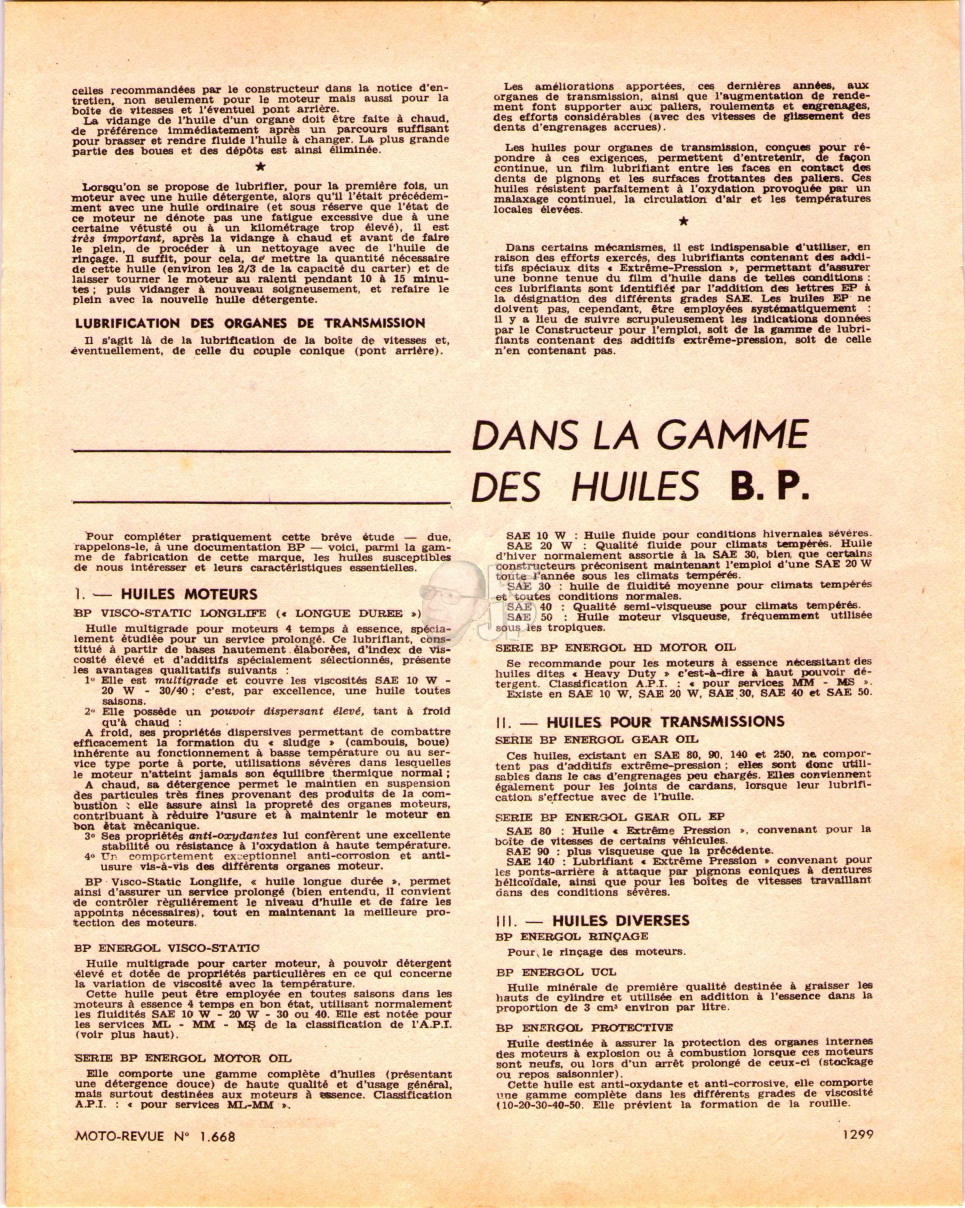 celles recommandées par le constructeur dans la notice d'en-
tretien, non seulement pour le moteur mais aussi pour la
boîte de vitesses et l'éventuel pont arrière.
La vidange de l'huile d'un organe doit être faite à chaud,
de préférence immédiatement après un parcours suffisant
pour brasser et rendre fluide l'huile à changer. La plus grande
partie des boues et des dépôts est ainsi éliminée.
★
Lorsqu'on se propose de lubrifier, pour la première fois, un
moteur avec une huile détergente, alors qu'il l'était précédem-
ment avec une huile ordinaire (et sous réserve que l'état de
ce moteur ne dénote pas une fatigue excessive due à une
certaine vétusté ou à un kilométrage trop élevé), il est
très important, après la vidange à chaud et avant de faire
le plein, de procéder à un nettoyage avec de l'huile de
rinçage. Il suffit, pour cela, de mettre la quantité nécessaire
de cette huile (environ les 2/3 de la capacité du carter) et de
laisser tourner le moteur au ralenti pendant 10 à 15 minu-
tes ; puis vidanger à nouveau soigneusement, et refaire le
plein avec la nouvelle huile détergente.
LUBRIFICATION DES ORGANES DE TRANSMISSION
Il s'agit là de la lubrification de la boîte de vitesses et,
éventuellement, de celle du couple conique (pont arrière).
Les améliorations apportées, ces dernières années, aux
organes de transmission, ainsi que l'augmentation de rende-
ment font supporter aux paliers, roulements et engrenages,
des efforts considérables (avec des vitesses de glissement des
dents d'engrenages accrues).
Les huiles pour organes de transmission, conçues pour ré-
pondre à ces exigences, permettent d'entretenir, de façon
continue, un film lubrifiant entre les faces en contact des
dents de pignons et les surfaces frottantes des paliers. Ces
huiles résistent parfaitement à l'oxydation provoquée par un
malaxage continuel, la circulation d'air et les températures
locales élevées.
★
Dans certains mécanismes, il est indispensable d'utiliser, en
raison des efforts exercés, des lubrifiants contenant des addi-
tifs spéciaux dits « Extrême-Pression », permettant d'assurer
une bonne tenue du film d'huile dans de telles conditions :
ces lubrifiants sont identifiés par l'addition des lettres EP à
la désignation des différents grades SAE. Les huiles EP ne
doivent pas, cependant, être employées systématiquement :
il y a lieu de suivre scrupuleusement les indications données
par le Constructeur pour l'emploi, soit de la gamme de lubri-
fiants contenant des additifs extrême-pression, soit de celle
n'en contenant pas.
DANS LA GAMME
DES HUILES B. P.
Pour compléter pratiquement cette brève étude — due,
rappelons-le, à une documentation BP — voici, parmi la gam-
me de fabrication de cette marque, les huiles susceptibles
de nous intéresser et leurs caractéristiques essentielles.
I. — HUILES MOTEURS
BP VISCO-STATIC LONGLIFE (« LONGUE DUREE »)
Huile multigrade pour moteurs 4 temps à essence, spécia-
lement étudiée pour un service prolongé. Ce lubrifiant, cons-
titué à partir de bases hautement élaborées, d'index de vis-
cosité élevé et d'additifs spécialement sélectionnés, présente
les avantages qualitatifs suivants :
1° Elle est multigrade et couvre les viscosités SAE 10 W -
20 W - 30/40 ; c'est, par excellence, une huile toutes
saisons.
2° Elle possède un pouvoir dispersant élevé, tant à froid
qu'à chaud :
A froid, ses propriétés dispersives permettant de combattre
efficacement la formation du « sludge » (cambouis, boue)
inhérente au fonctionnement à basse température ou au ser-
vice type porte à porte, utilisations sévères dans lesquelles
le moteur n'atteint jamais son équilibre thermique normal ;
A chaud, sa détergence permet le maintien en suspension
des particules très fines provenant des produits de la com-
bustion : elle assure ainsi la propreté des organes moteurs,
contribuant à réduire l'usure et à maintenir le moteur en
bon état mécanique.
3° Ses propriétés anti-oxydantes lui confèrent une excellente
stabilité ou résistance à l'oxydation à haute température.
4° Un comportement exceptionnel anti-corrosion et anti-
usure vis-à-vis des différents organes moteur.
BP Visco-Static Longlife, « huile longue durée », permet
ainsi d'assurer un service prolongé (bien entendu, il convient
de contrôler régulièrement le niveau d'huile et de faire les
appoints nécessaires), tout en maintenant la meilleure pro-
tection des moteurs.
BP ENERGOL VISCO-STATIC
Huile multigrade pour carter moteur, à pouvoir détergent
élevé et dotée de propriétés particulières en ce qui concerne
la variation de viscosité avec la température.
Cette huile peut être employée en toutes saisons dans les
moteurs à essence 4 temps en bon état, utilisant normalement
les fluidités SAE 10 W - 20 W - 30 ou 40. Elle est notée pour
les services ML - MM - MS de la classification de l'A.P.I.
(voir plus haut).
SERIE BP ENERGOL MOTOR OIL
Elle comporte une gamme complète d'huiles (présentant
une détergence douce) de haute qualité et d'usage général,
mais surtout destinées aux moteurs à essence. Classification
A.P.I. : « pour services ML-MM ».
SAE 10 W : Huile fluide pour conditions hivernales sévères.
SAE 20 W : Qualité fluide pour climats tempérés. Huile
d'hiver normalement assortie à la SAE 30, bien que certains
constructeurs préconisent maintenant l'emploi d'une SAE 20 W
toute l'année sous les climats tempérés.
SAE 30 : huile de fluidité moyenne pour climats tempérés
et toutes conditions normales.
SAE 40 : Qualité semi-visqueuse pour climats tempérés.
SAE 50 : Huile moteur visqueuse, fréquemment utilisée
sous les tropiques.
SERIE BP ENERGOL HD MOTOR OIL
Se recommande pour les moteurs à essence nécessitant des
huiles dites « Heavy Duty » c'est-à-dire à haut pouvoir dé-
tergent. Classification A.P.I. : « pour services MM - MS ».
Existe en SAE 10 W, SAE 20 W, SAE 30, SAE 40 et SAE 50.
II. — HUILES POUR TRANSMISSIONS
SERIE BP ENERGOL GEAR OIL
Ces huiles, existant en SAE 80, 90, 140 et 250, ne compor-
tent pas d'additifs extrême-pression ; elles sont donc utili-
sables dans le cas d'engrenages peu chargés. Elles conviennent
également pour les joints de cardans, lorsque leur lubrifi-
cation s'effectue avec de l'huile.
SERIE BP ENERGOL GEAR OIL EP
SAE 80 : Huile « Extrême Pression », convenant pour la
boîte de vitesses de certains véhicules.
SAE 90 : plus visqueuse que la précédente.
SAE 140 : Lubrifiant « Extrême Pression » convenant pour
les ponts-arrière à attaque par pignons coniques à dentures
hélicoïdale, ainsi que pour les boîtes de vitesses travaillant
dans des conditions sévères.
III. — HUILES DIVERSES
BP ENERGOL RINÇAGE
Pour le rinçage des moteurs.
BP ENERGOL UCL
Huile minérale de première qualité destinée à graisser les
hauts de cylindre et utilisée en addition à l'essence dans la
proportion de 3 cm³ environ par litre.
BP ENERGOL PROTECTIVE
Huile destinée à assurer la protection des organes internes
des moteurs à explosion ou à combustion lorsque ces moteurs
sont neufs, ou lors d'un arrêt prolongé de ceux-ci (stockage
ou repos saisonnier).
Cette huile est anti-oxydante et anti-corrosive, elle comporte
une gamme complète dans les différents grades de viscosité
(10-20-30-40-50. Elle prévient la formation de la rouille.
MOTO-REVUE N° 1.668
1299